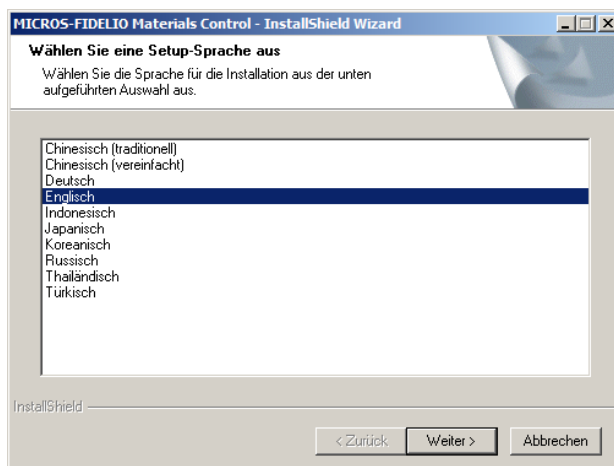 MICROS-FIDELIO Materials Control - InstallShield Wizard
Wählen Sie eine Setup-Sprache aus
Wählen Sie die Sprache für die Installation aus der unten
aufgeführten Auswahl aus.
Chinesisch (traditionell)
Chinesisch (vereinfacht)
Deutsch
Englisch
Indonesisch
Japanisch
Koreanisch
Russisch
Thailändisch
Türkisch
InstallShield
< Zurück Weiter > Abbrechen